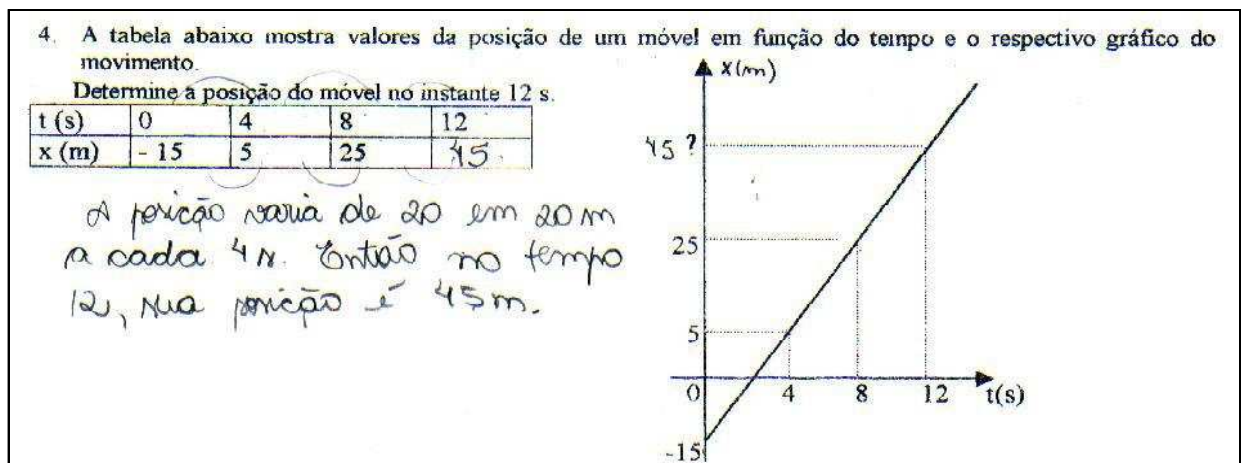 4. A tabela abaixo mostra valores da posição de um móvel em função do tempo e o respectivo gráfico do
movimento.
Determine a posição do móvel no instante 12 s.
t (s) 0 4 8 12
x (m) - 15 5 25 45
A posição varia de 20 em 20 m
a cada 4s. Então no tempo
12, sua posição é 45m.
x(m)
45 ?
25
5
0 4 8 12 t(s)
-15